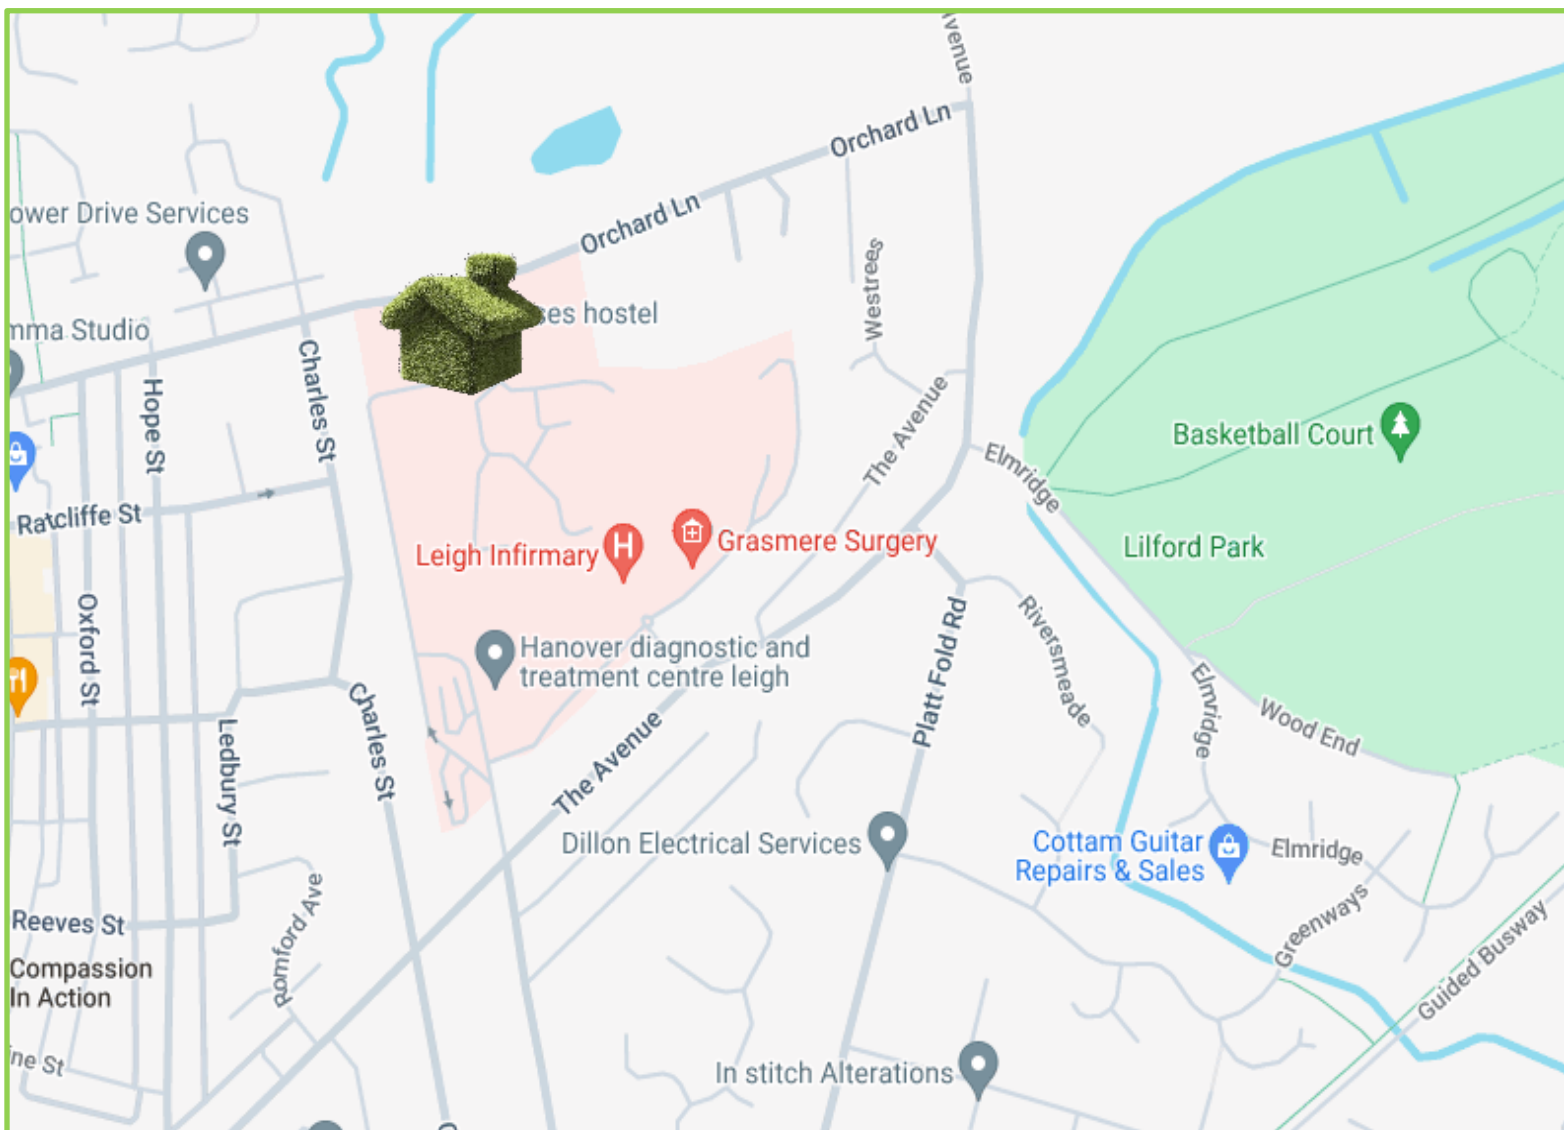 Avenue
Orchard Ln
Orchard Ln
ower Drive Services
ses hostel
mma Studio
Westrees
Charles St
Hope St
The Avenue
Basketball Court
Elmridge
Ratcliffe St
Leigh Infirmary
H
Grasmere Surgery
Lilford Park
Oxford St
Platt Fold Rd
Riversmeade
Hanover diagnostic and
treatment centre leigh
Charles St
Elmridge
Wood End
Ledbury St
The Avenue
Dillon Electrical Services
Cottam Guitar
Repairs & Sales
Elmridge
Greenways
Guided Busway
Romford Ave
Reeves St
Compassion
In Action
ine St
In stitch Alterations